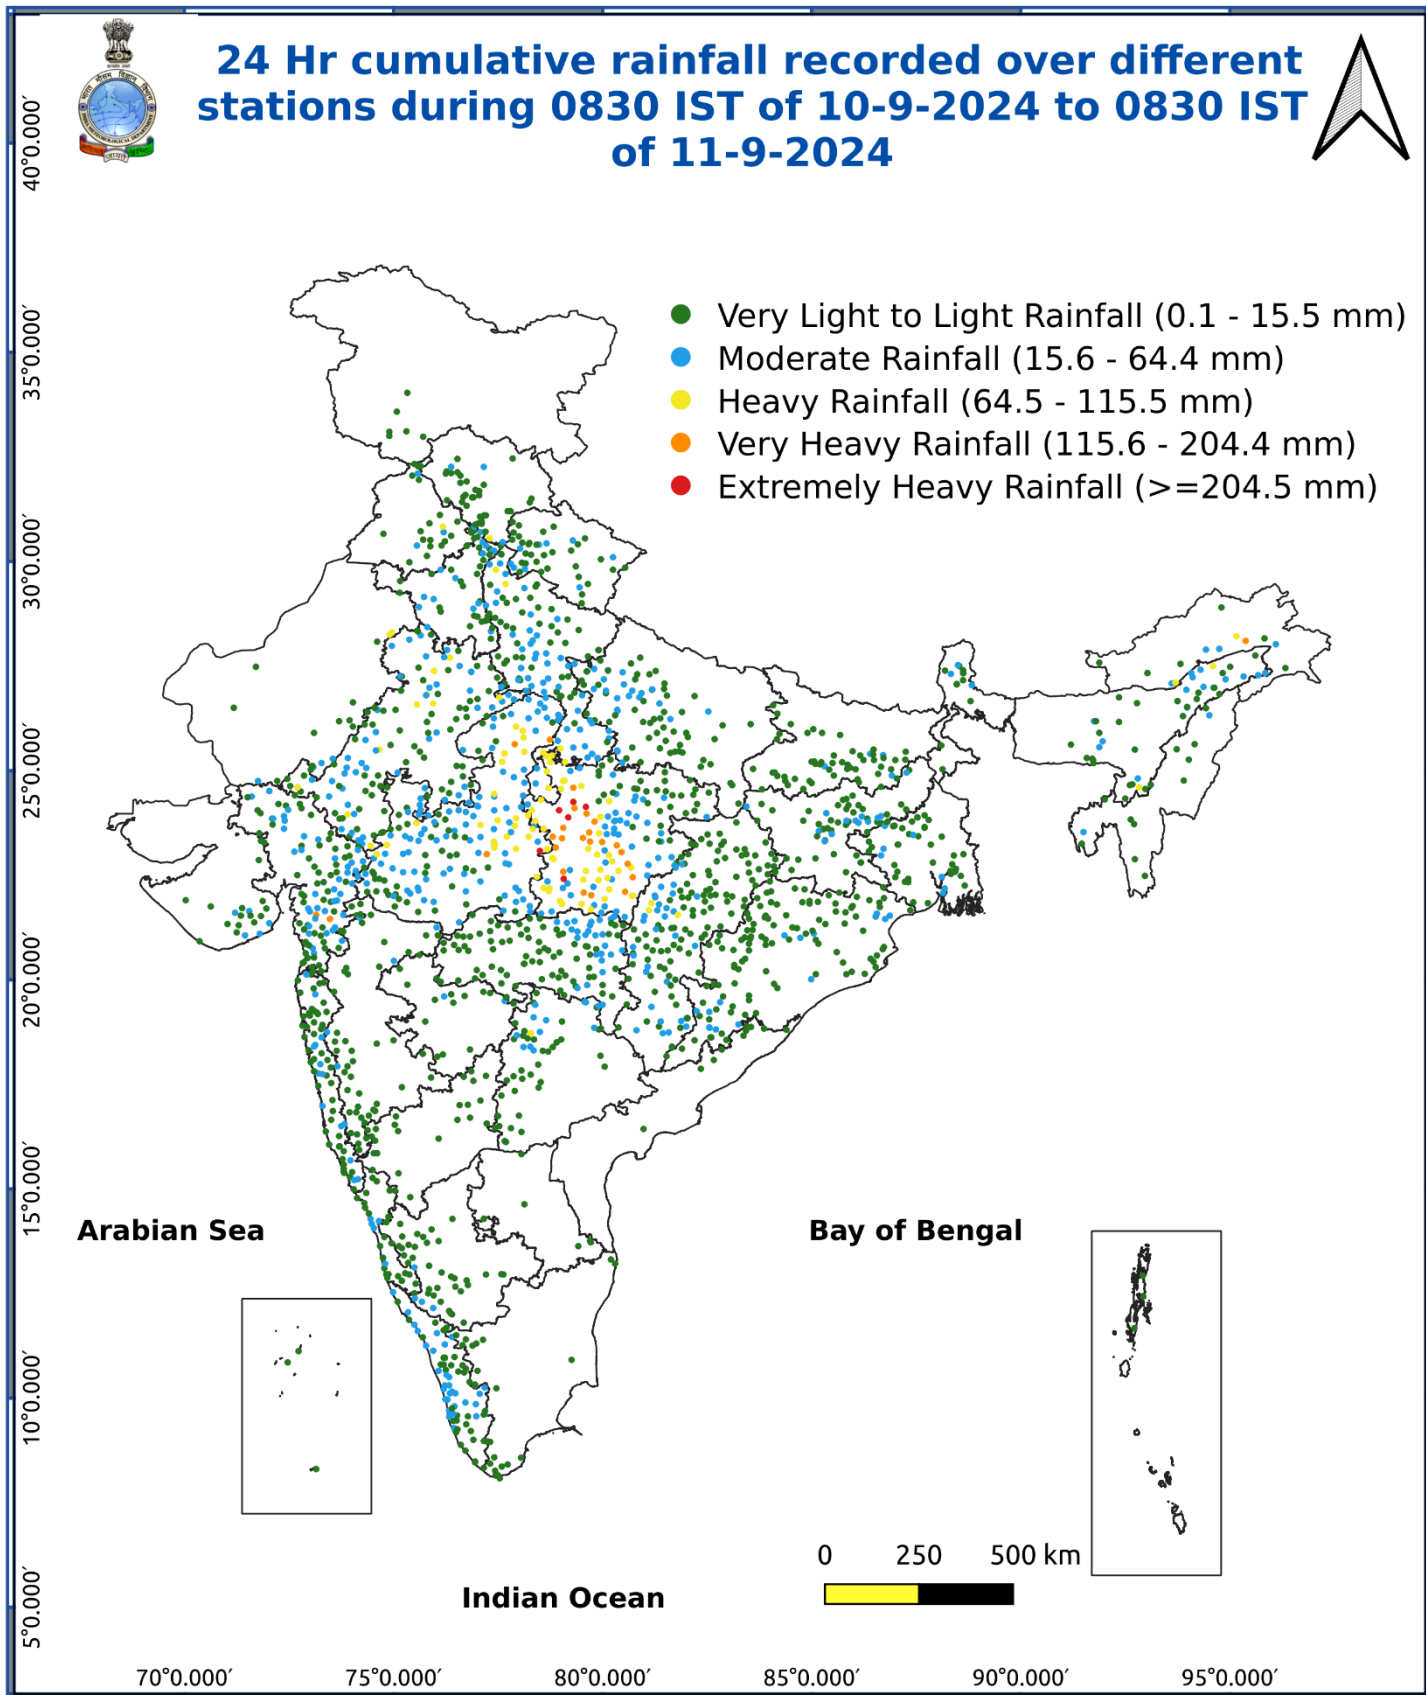 24 Hr cumulative rainfall recorded over different
stations during 0830 IST of 10-9-2024 to 0830 IST
of 11-9-2024
Very Light to Light Rainfall (0.1 - 15.5 mm)
Moderate Rainfall (15.6 - 64.4 mm)
Heavy Rainfall (64.5 - 115.5 mm)
Very Heavy Rainfall (115.6 - 204.4 mm)
Extremely Heavy Rainfall (>=204.5 mm)
40°0.000′
35°0.000′
30°0.000′
25°0.000′
20°0.000′
15°0.000′
10°0.000′
5°0.000′
Arabian Sea
Bay of Bengal
Indian Ocean
0 250 500 km
70°0.000′ 75°0.000′ 80°0.000′ 85°0.000′ 90°0.000′ 95°0.000′